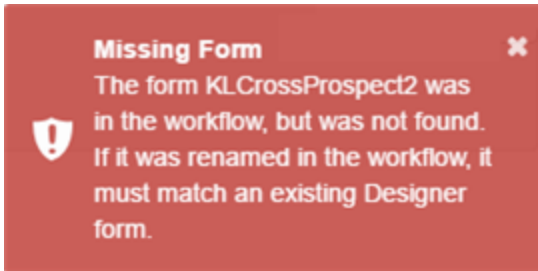 Missing Form
The form KLCrossProspect2 was
in the workflow, but was not found.
If it was renamed in the workflow, it
must match an existing Designer
form.